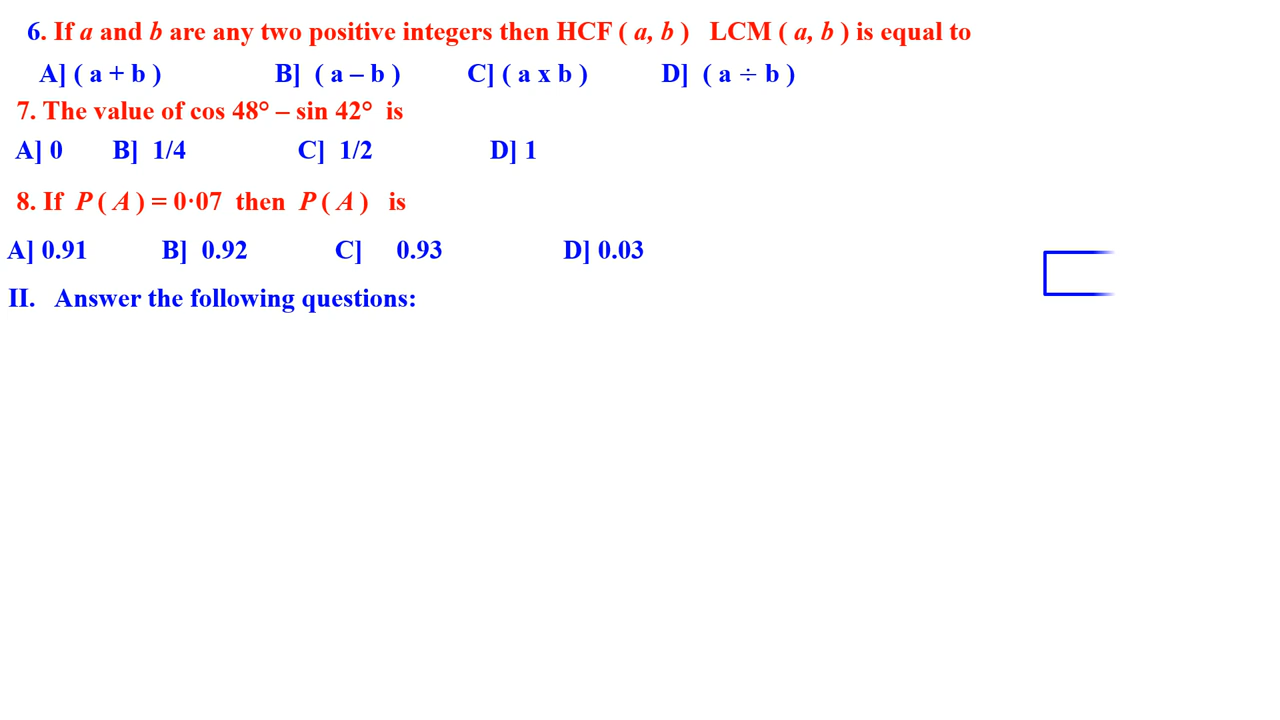 6. If a and b are any two positive integers then HCF ( a, b ) LCM ( a, b ) is equal to
A] ( a + b ) B] ( a – b ) C] ( a x b ) D] ( a ÷ b )
7. The value of cos 48° – sin 42° is
A] 0 B] 1/4 C] 1/2 D] 1
8. If P ( A ) = 0·07 then P ( A ) is
A] 0.91 B] 0.92 C] 0.93 D] 0.03
II. Answer the following questions: